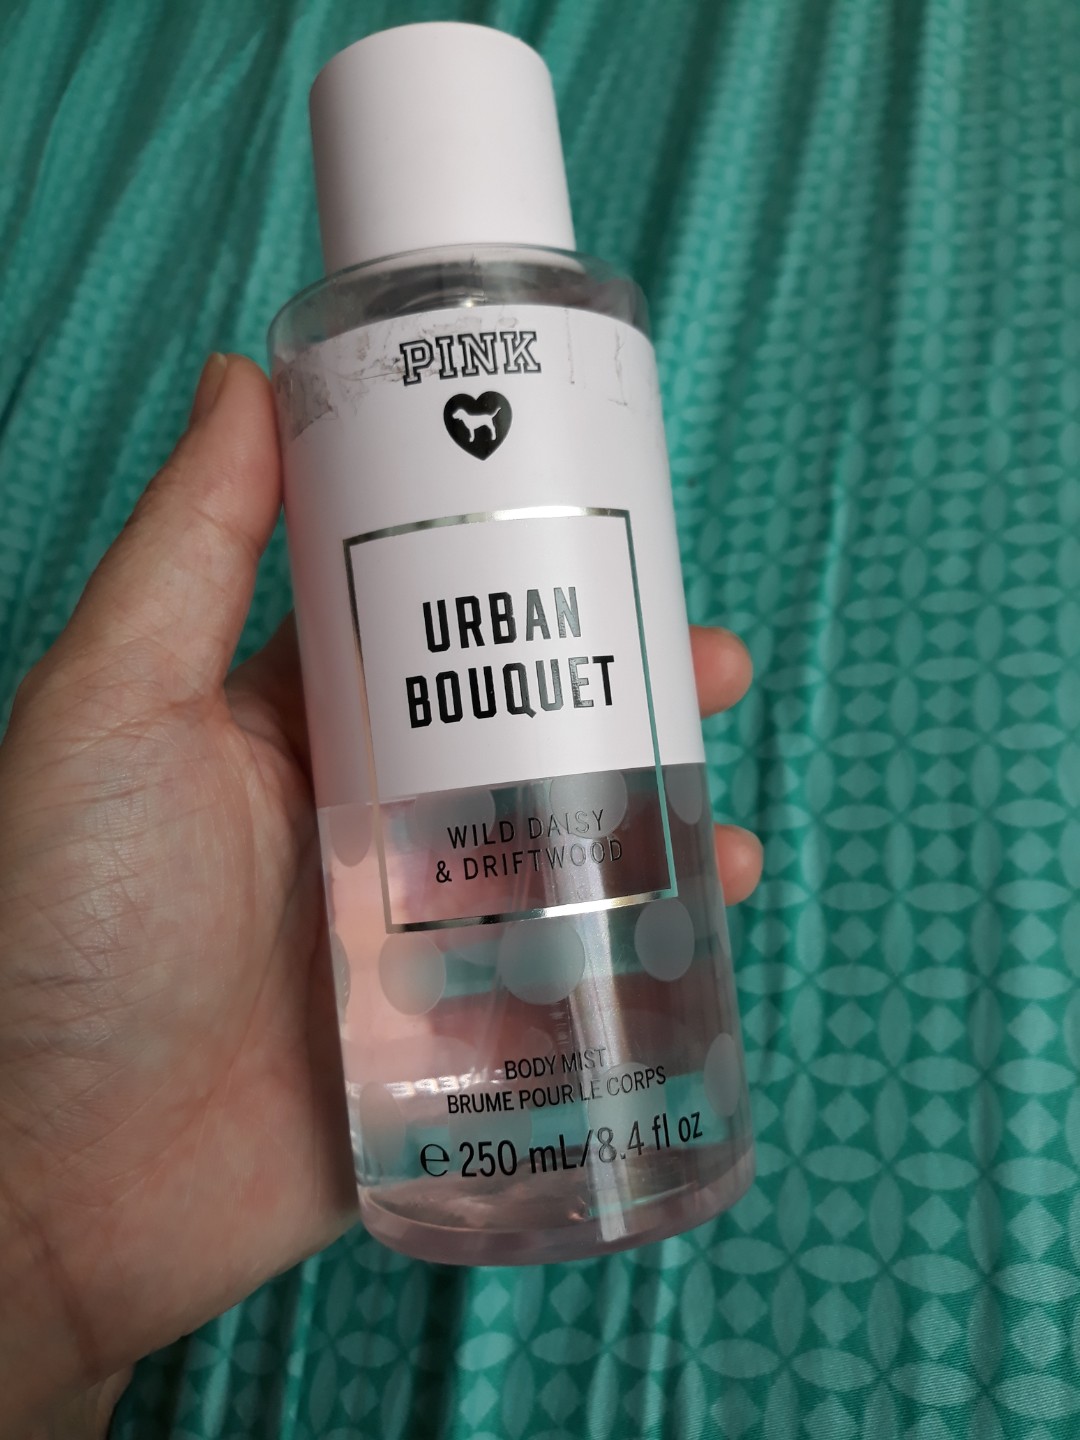 PINK
URBAN
BOUQUET
WILD DAISY
& DRIFTWOOD
BODY MIST
BRUME POUR LE CORPS
℮ 250 mL/8.4 fl oz